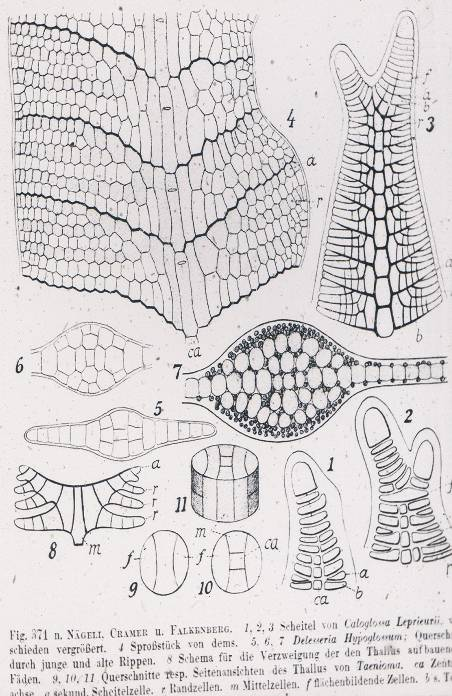 4
f
a
b
r
3
a
r
a
b
ca
6
7
5
2
1
a
r
r
r
11
f
8
m
m
f
f
ca
a
b
ca
r
9
10
Fig. 371 n. NÄGELI, CRAMER u. FALKENBERG. 1, 2, 3 Scheitel von Caloglossa Leprieurii,
schieden vergrößert. 4 Sproßstück von dems. 5, 6, 7 Delesseria Hypoglossum; Quersch
durch junge und alte Rippen. 8 Schema für die Verzweigung der den Thallus aufbauen
Fäden. 9, 10, 11 Querschnitte resp. Seitenansichten des Thallus von Taenioma. ca Zent
achse. a sekund. Scheitelzelle. r Randzellen. m Mittelzellen. f flächenbildende Zellen. b s.